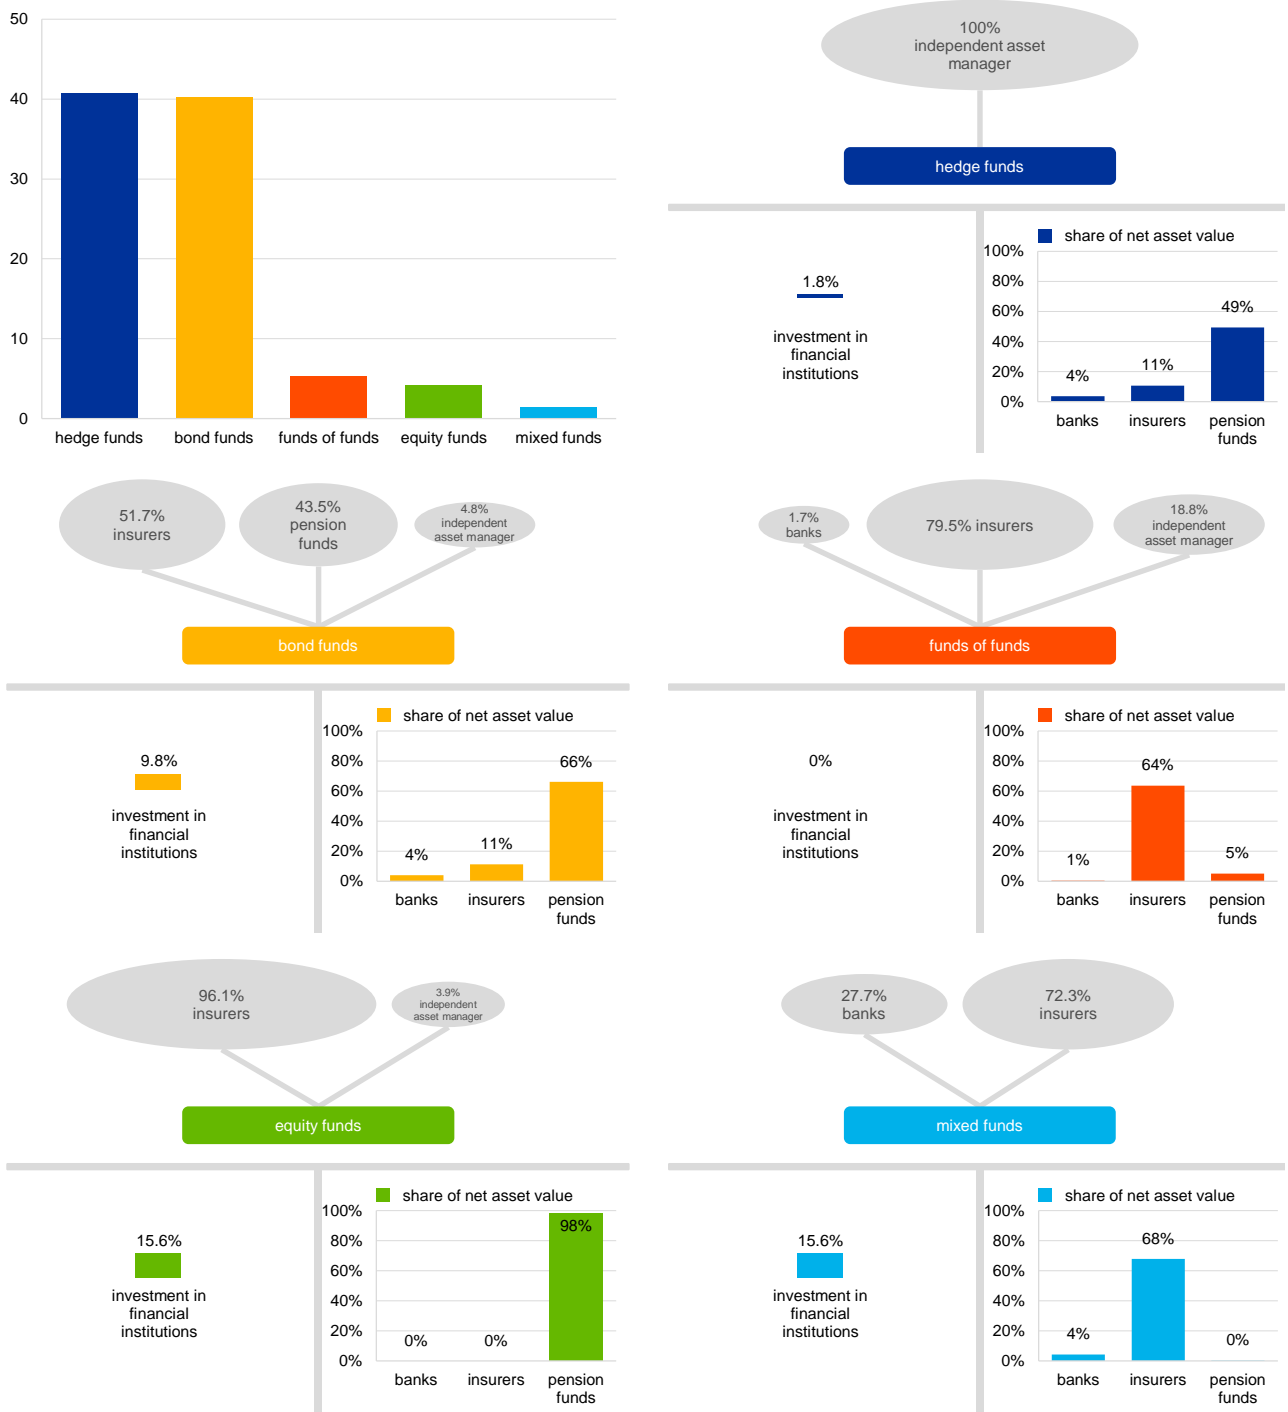 50
40
30
20
10
0
hedge funds
bond funds
funds of funds
equity funds
mixed funds
100%
independent asset
manager
hedge funds
1.8%
investment in
financial
institutions
share of net asset value
100%
80%
60%
40%
20%
0%
4%
11%
49%
banks
insurers
pension
funds
51.7%
insurers
43.5%
pension
funds
4.8%
independent
asset manager
bond funds
9.8%
investment in
financial
institutions
share of net asset value
100%
80%
60%
40%
20%
0%
4%
11%
66%
banks
insurers
pension
funds
1.7%
banks
79.5% insurers
18.8%
independent
asset manager
funds of funds
0%
investment in
financial
institutions
share of net asset value
100%
80%
60%
40%
20%
0%
1%
64%
5%
banks
insurers
pension
funds
96.1%
insurers
3.9%
independent
asset manager
equity funds
15.6%
investment in
financial
institutions
share of net asset value
100%
80%
60%
40%
20%
0%
0%
0%
98%
banks
insurers
pension
funds
27.7%
banks
72.3%
insurers
mixed funds
15.6%
investment in
financial
institutions
share of net asset value
100%
80%
60%
40%
20%
0%
4%
68%
0%
banks
insurers
pension
funds